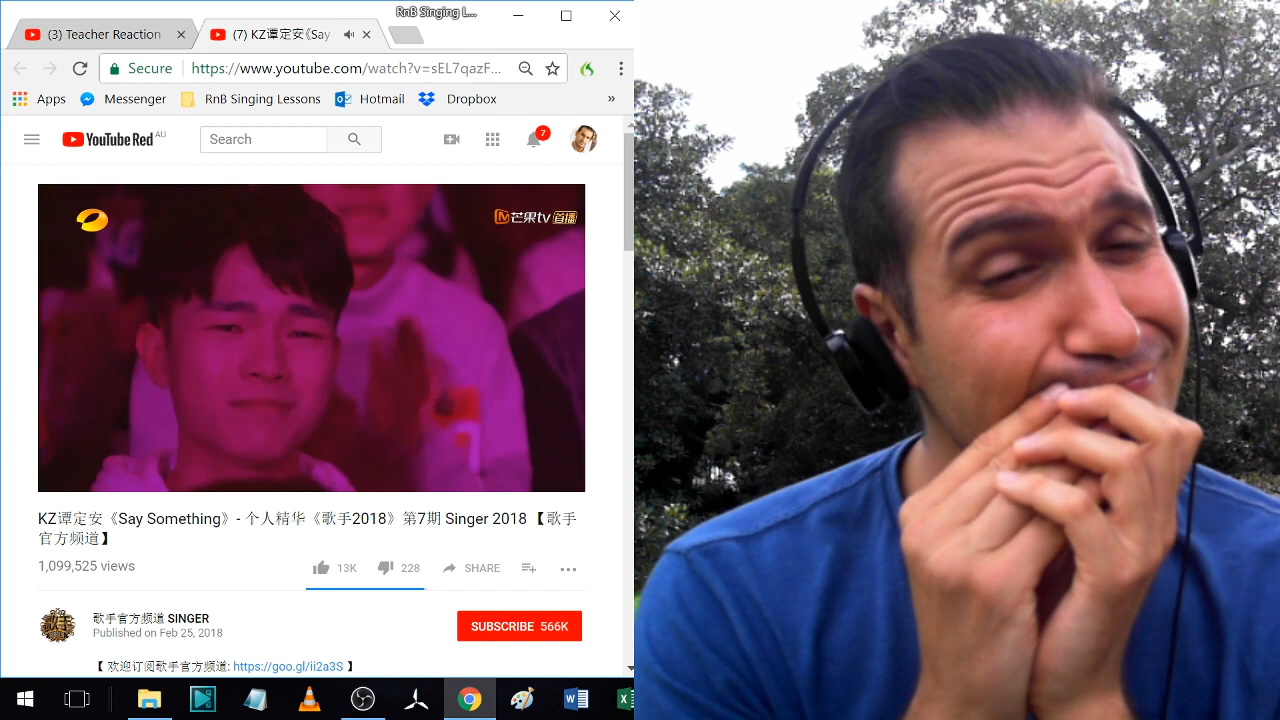 RnB Singing L...
(3) Teacher Reaction
(7) KZ谭定安《Say
Secure
https://www.youtube.com/watch?v=sEL7qazF...
Apps
Messenger
RnB Singing Lessons
Hotmail
Dropbox
»
YouTube Red AU
Search
7
芒果tv 首播
KZ谭定安《Say Something》- 个人精华《歌手2018》第7期 Singer 2018 【歌手
官方频道】
1,099,525 views
13K
228
SHARE
歌手官方频道 SINGER
Published on Feb 25, 2018
SUBSCRIBE 566K
【 欢迎订阅歌手官方频道: https://goo.gl/ii2a3S 】